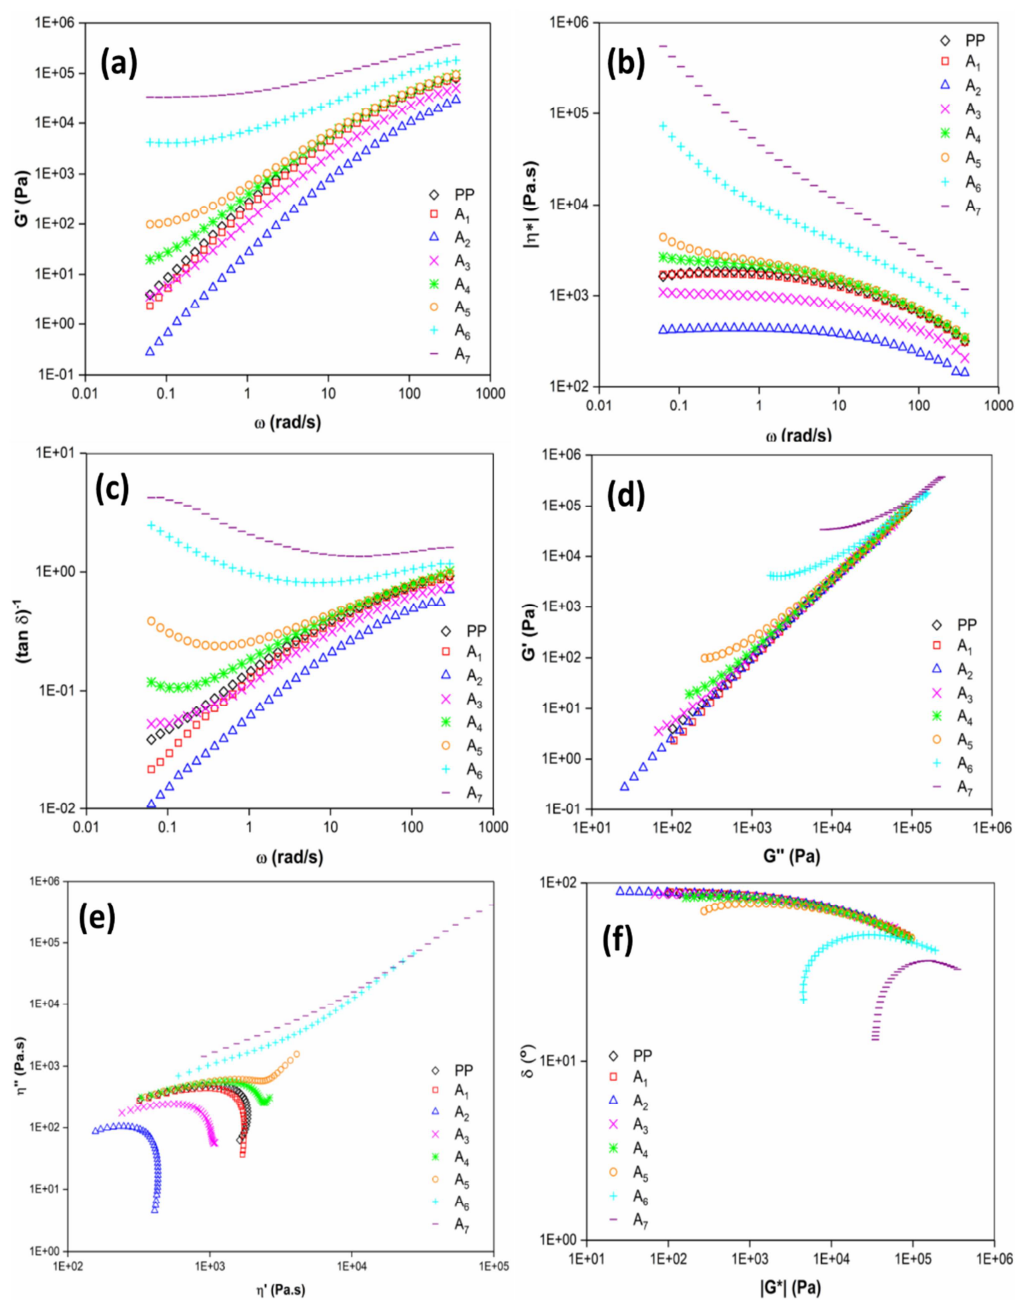 (a)
1E+06
1E+05
1E+04
1E+03
1E+02
1E+01
1E+00
1E-01
G' (Pa)
0.01 0.1 1 10 100 1000
ω (rad/s)
PP
A1
A2
A3
A4
A5
A6
A7
(b)
1E+06
1E+05
1E+04
1E+03
1E+02
|η*| (Pa.s)
0.01 0.1 1 10 100 1000
ω (rad/s)
PP
A1
A2
A3
A4
A5
A6
A7
(c)
1E+01
1E+00
1E-01
1E-02
(tan δ)-1
0.01 0.1 1 10 100 1000
ω (rad/s)
PP
A1
A2
A3
A4
A5
A6
A7
(d)
1E+06
1E+05
1E+04
1E+03
1E+02
1E+01
1E+00
1E-01
G' (Pa)
1E+01 1E+02 1E+03 1E+04 1E+05 1E+06
G'' (Pa)
PP
A1
A2
A3
A4
A5
A6
A7
(e)
1E+06
1E+05
1E+04
1E+03
1E+02
1E+01
1E+00
η'' (Pa.s)
1E+02 1E+03 1E+04 1E+05
η' (Pa.s)
PP
A1
A2
A3
A4
A5
A6
A7
(f)
1E+02
1E+01
1E+00
δ (º)
1E+01 1E+02 1E+03 1E+04 1E+05 1E+06
|G*| (Pa)
PP
A1
A2
A3
A4
A5
A6
A7